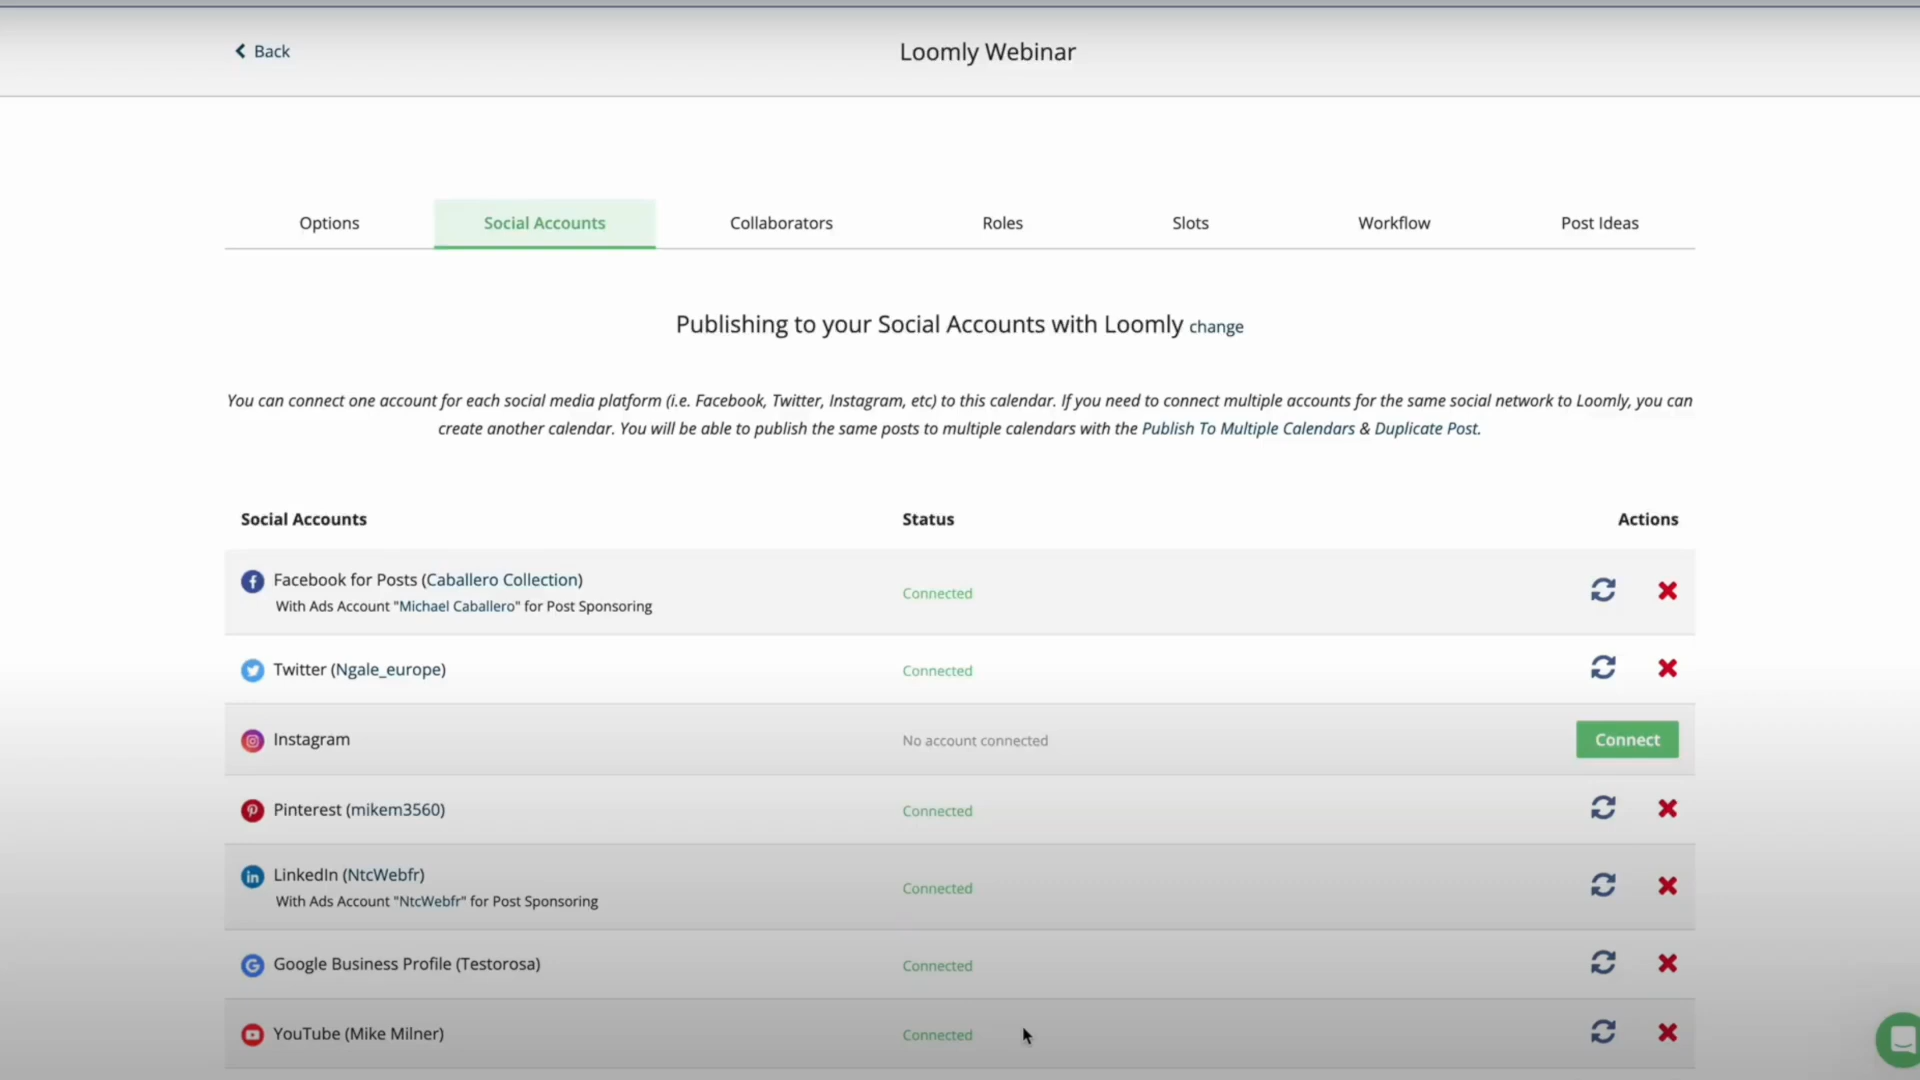 Back
Loomly Webinar
Options
Social Accounts
Collaborators
Roles
Slots
Workflow
Post Ideas
Publishing to your Social Accounts with Loomly change
You can connect one account for each social media platform (i.e. Facebook, Twitter, Instagram, etc) to this calendar. If you need to connect multiple accounts for the same social network to Loomly, you can
create another calendar. You will be able to publish the same posts to multiple calendars with the Publish To Multiple Calendars & Duplicate Post.
Social Accounts
Status
Actions
Facebook for Posts (Caballero Collection)
With Ads Account "Michael Caballero" for Post Sponsoring
Connected
Twitter (Ngale_europe)
Connected
Instagram
No account connected
Connect
Pinterest (mikem3560)
Connected
LinkedIn (NtcWebfr)
With Ads Account "NtcWebfr" for Post Sponsoring
Connected
Google Business Profile (Testorosa)
Connected
YouTube (Mike Milner)
Connected